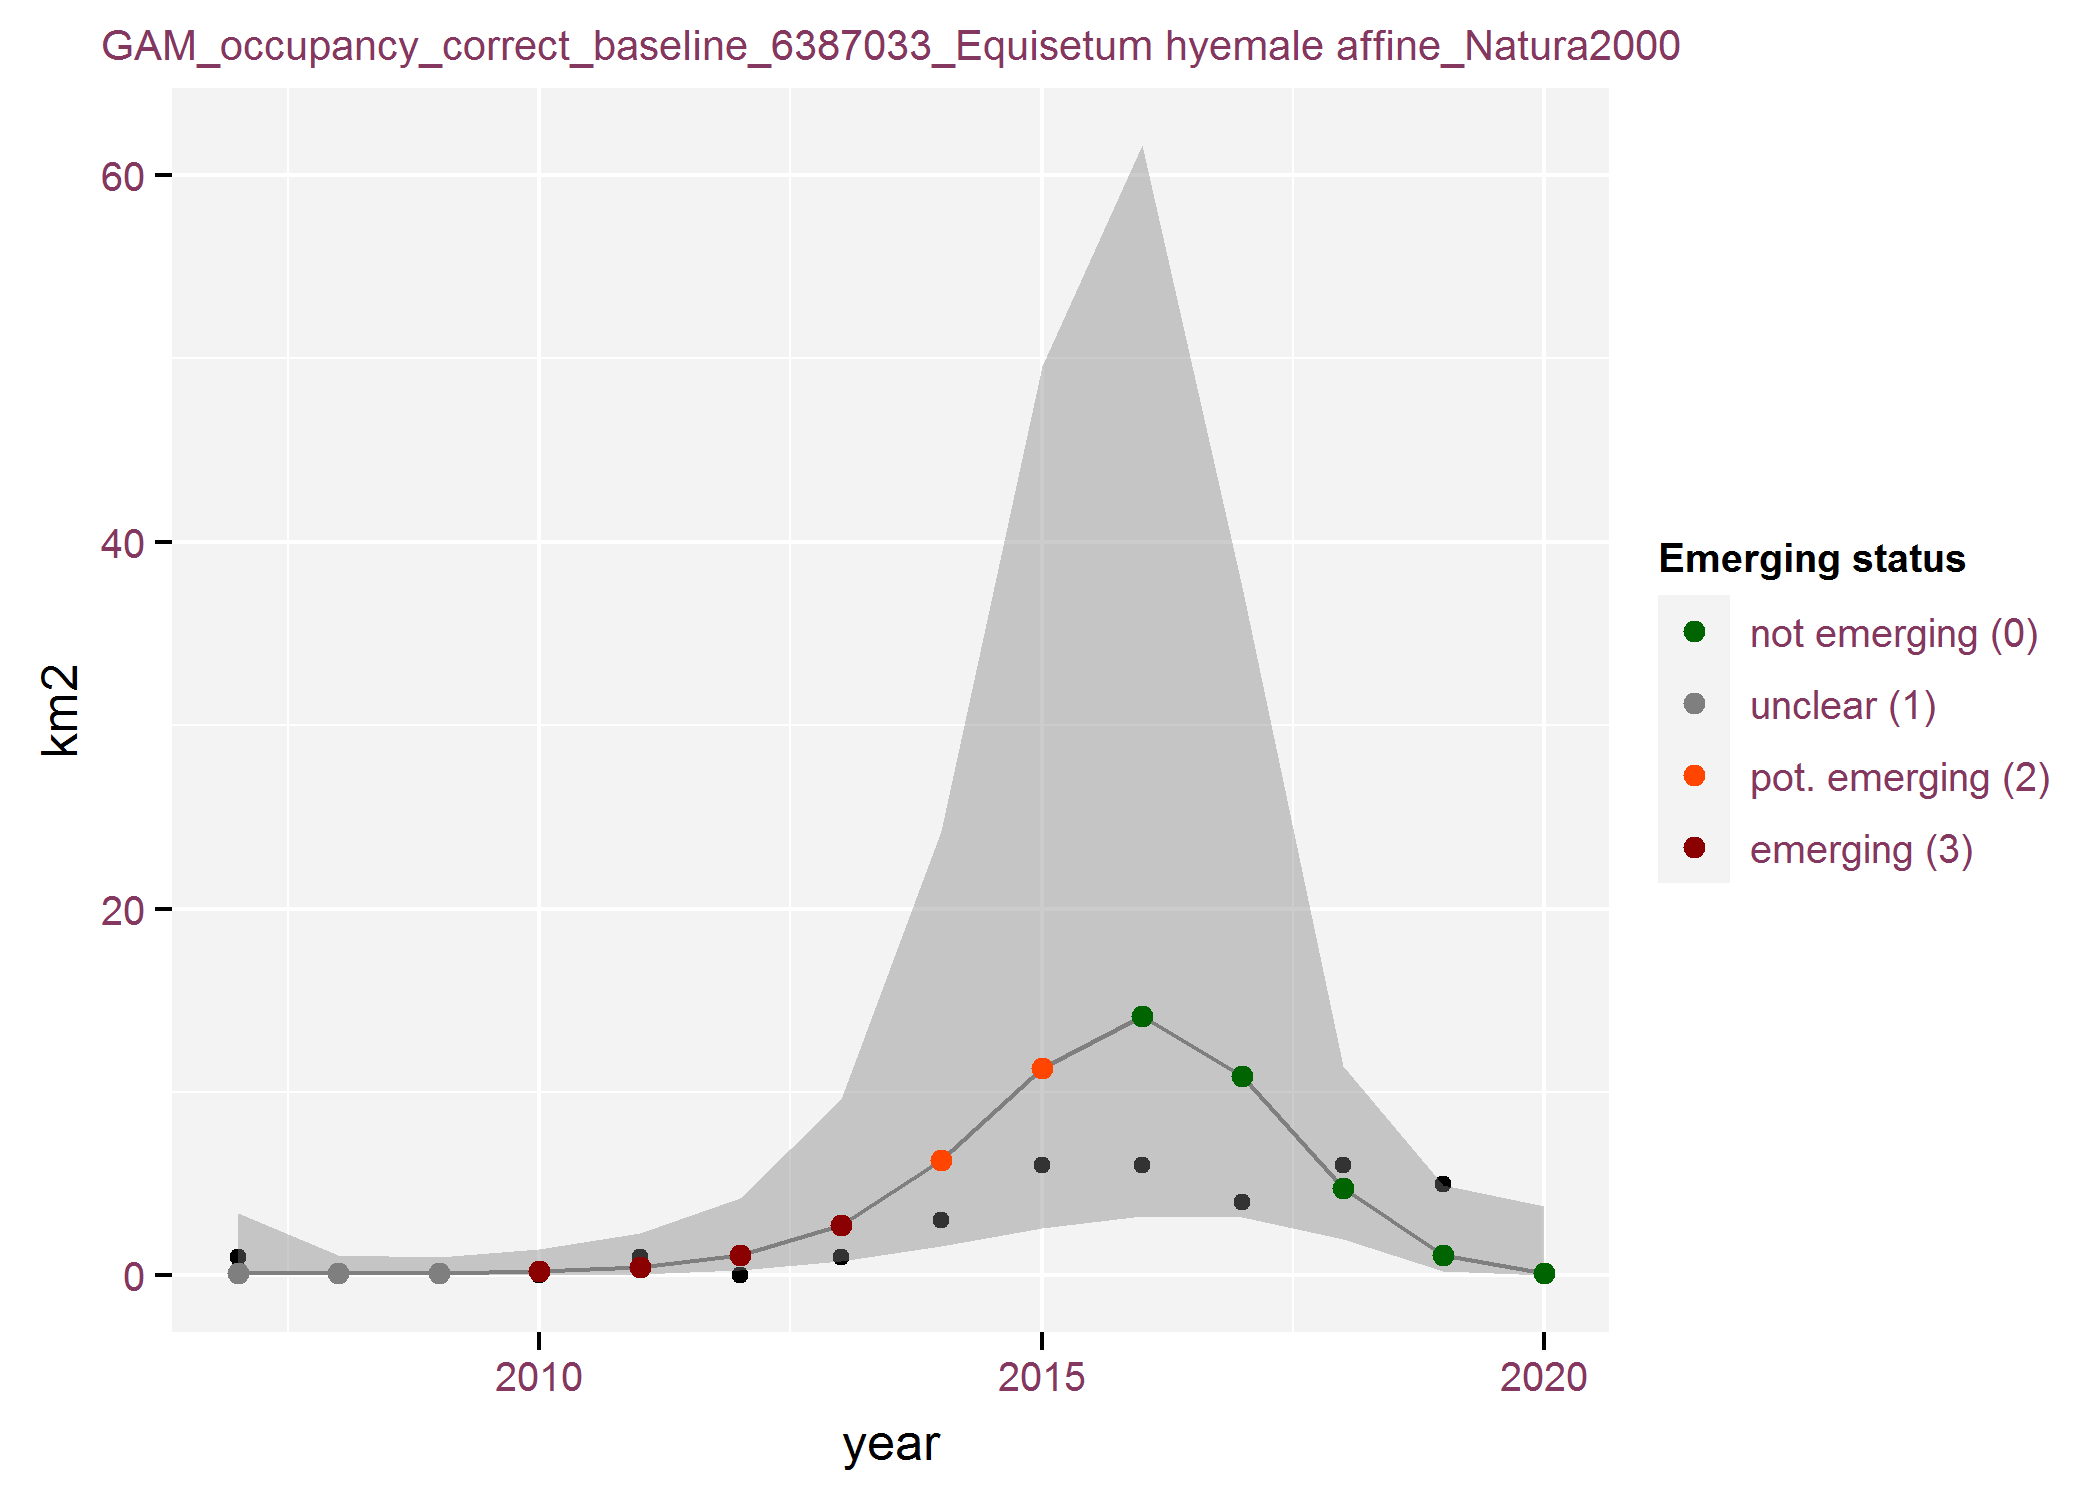 GAM_occupancy_correct_baseline_6387033_Equisetum hyemale affine_Natura2000
60
40
20
0
km2
2010
2015
2020
year
Emerging status
not emerging (0)
unclear (1)
pot. emerging (2)
emerging (3)